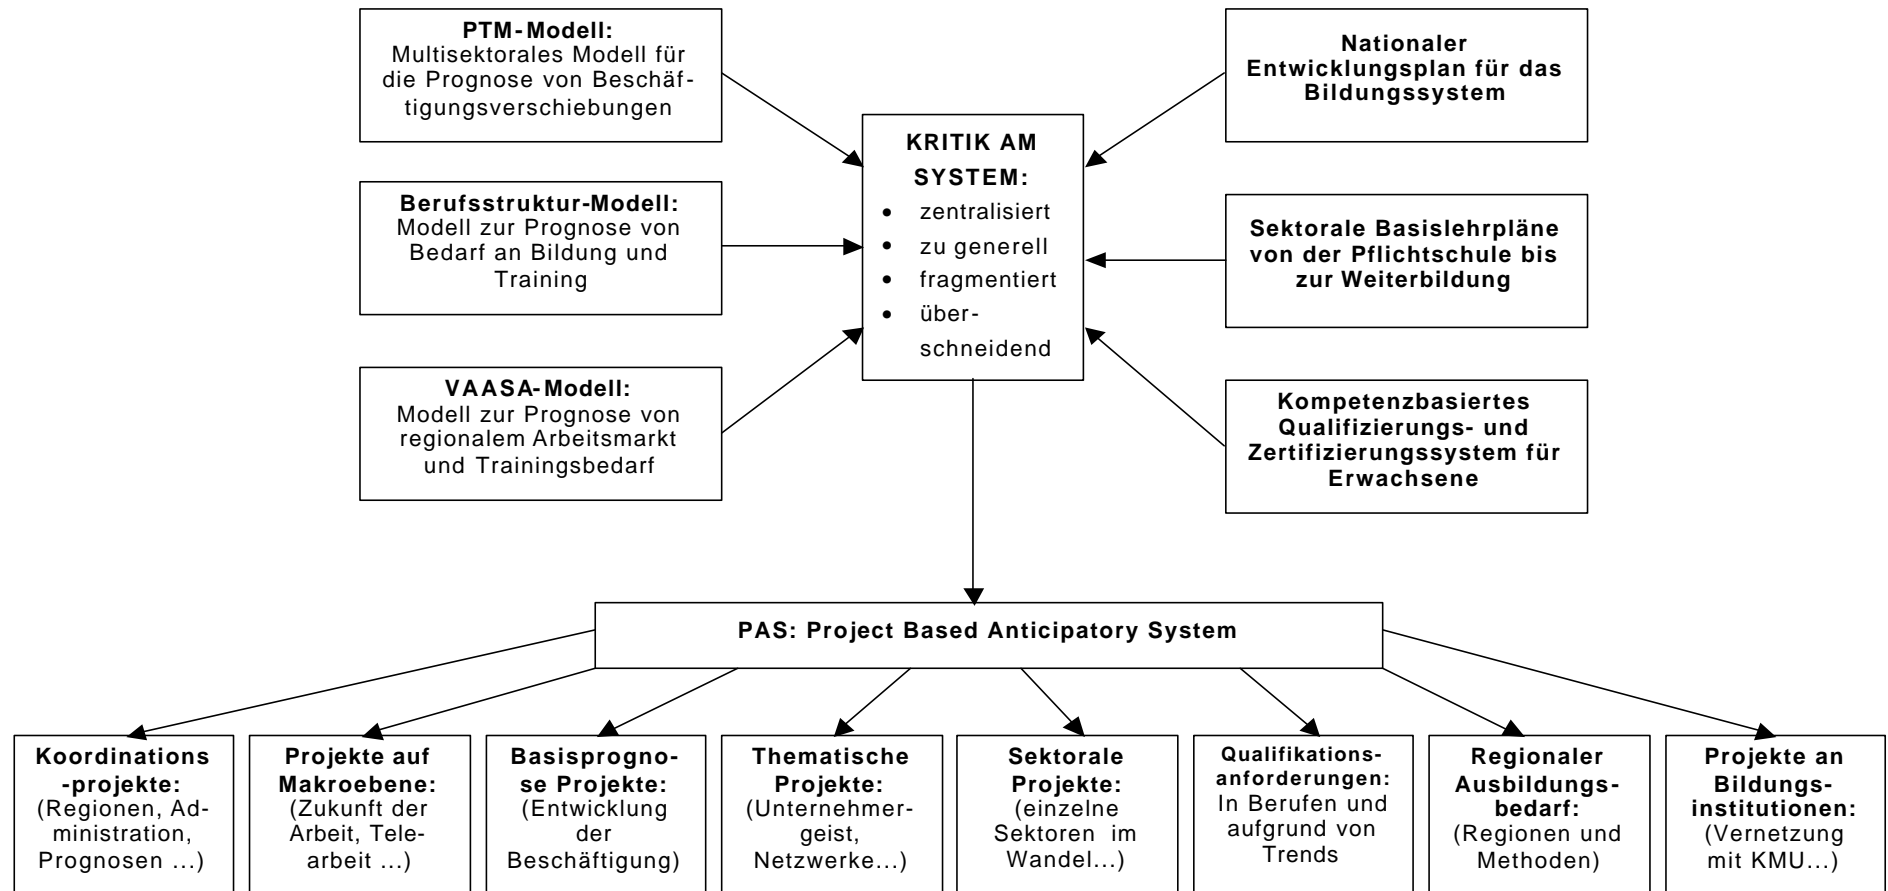 PTM-Modell:
Multisektorales Modell für
die Prognose von Beschäf-
tigungsverschiebungen
Berufsstruktur-Modell:
Modell zur Prognose von
Bedarf an Bildung und
Training
VAASA-Modell:
Modell zur Prognose von
regionalem Arbeitsmarkt
und Trainingsbedarf
KRITIK AM
SYSTEM:
• zentralisiert
• zu generell
• fragmentiert
• über-
schneidend
Nationaler
Entwicklungsplan für das
Bildungssystem
Sektorale Basislehrpläne
von der Pflichtschule bis
zur Weiterbildung
Kompetenzbasiertes
Qualifizierungs- und
Zertifizierungssystem für
Erwachsene
PAS: Project Based Anticipatory System
Koordinations
-projekte:
(Regionen, Ad-
ministration,
Prognosen ...)
Projekte auf
Makroebene:
(Zukunft der
Arbeit, Tele-
arbeit ...)
Basisprogno-
se Projekte:
(Entwicklung
der
Beschäftigung)
Thematische
Projekte:
(Unternehmer-
geist,
Netzwerke...)
Sektorale
Projekte:
(einzelne
Sektoren im
Wandel...)
Qualifikations-
anforderungen:
In Berufen und
aufgrund von
Trends
Regionaler
Ausbildungs-
bedarf:
(Regionen und
Methoden)
Projekte an
Bildungs-
institutionen:
(Vernetzung
mit KMU...)